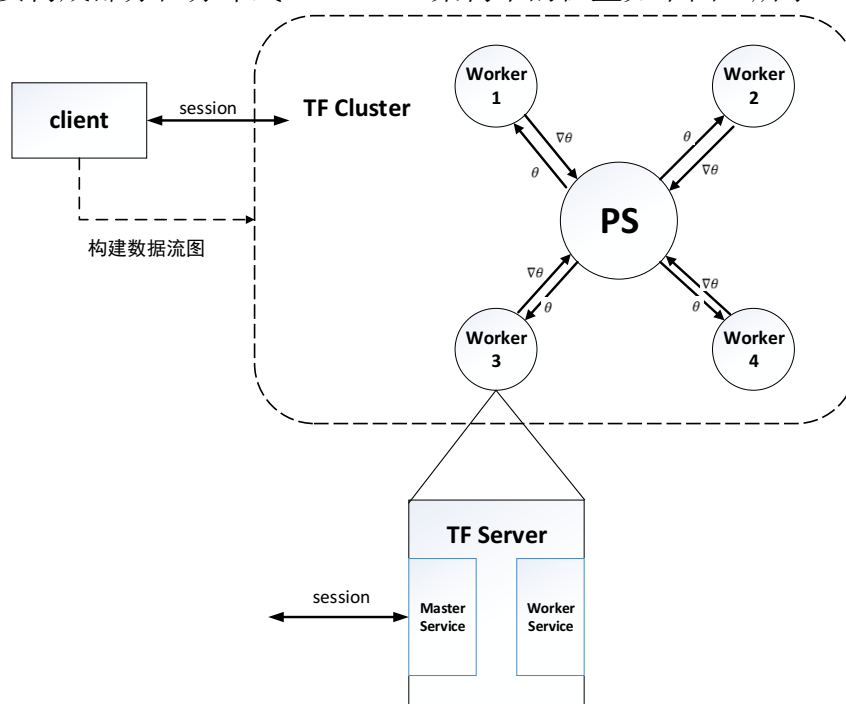 Worker
1
Worker
2
client
session
TF Cluster
∇θ
θ
θ
∇θ
PS
构建数据流图
∇θ
θ
∇θ
θ
Worker
3
Worker
4
TF Server
session
Master
Service
Worker
Service